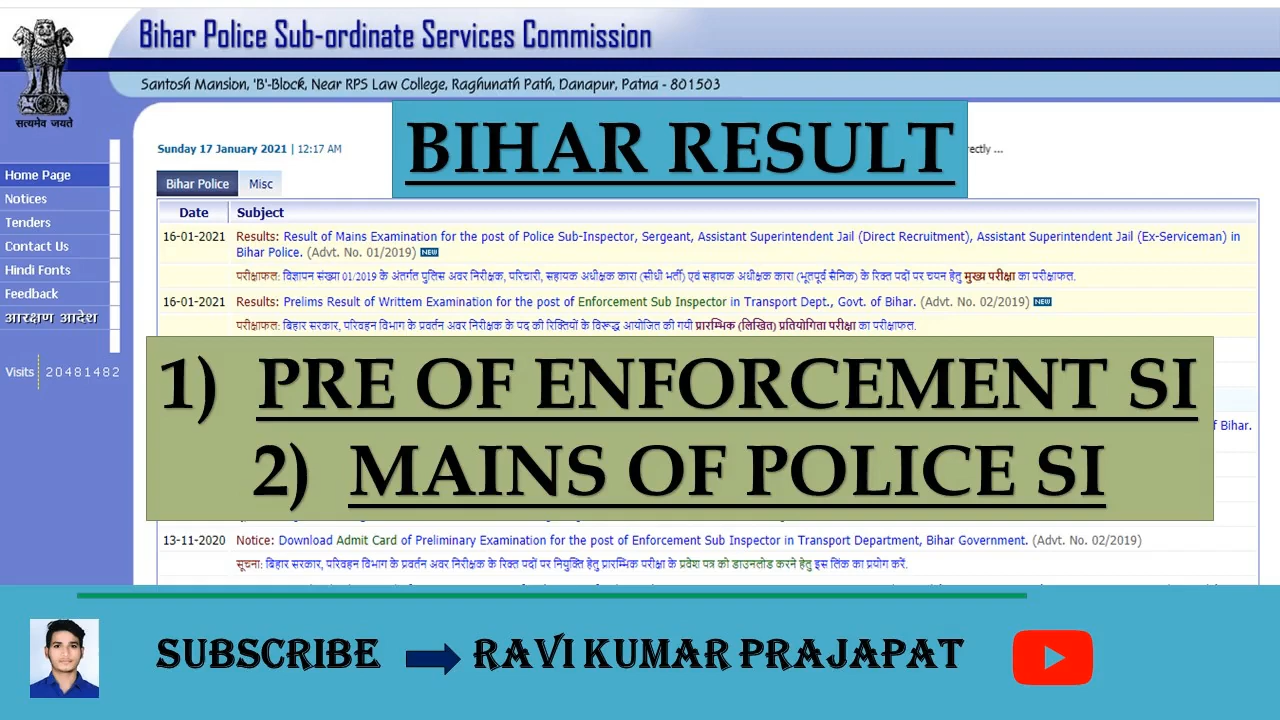 Bihar Police Sub-ordinate Services Commission
Santosh Mansion, 'B'-Block, Near RPS Law College, Raghunath Path, Danapur, Patna - 801503
सत्यमेव जयते
BIHAR RESULT
Sunday 17 January 2021 | 12:17 AM
rectly ...
Home Page
Notices
Tenders
Contact Us
Hindi Fonts
Feedback
आरक्षण आदेश
Visits 20481482
Bihar Police Misc
Date Subject
16-01-2021 Results: Result of Mains Examination for the post of Police Sub-Inspector, Sergeant, Assistant Superintendent Jail (Direct Recruitment), Assistant Superintendent Jail (Ex-Serviceman) in
Bihar Police. (Advt. No. 01/2019) NEW
परीक्षाफल: विज्ञापन संख्या 01/2019 के अंतर्गत पुलिस अवर निरीक्षक, परिचारी, सहायक अधीक्षक कारा (सीधी भर्ती) एवं सहायक अधीक्षक कारा (भूतपूर्व सैनिक) के रिक्त पदों पर चयन हेतु मुख्य परीक्षा का परीक्षाफल.
16-01-2021 Results: Prelims Result of Writtem Examination for the post of Enforcement Sub Inspector in Transport Dept., Govt. of Bihar. (Advt. No. 02/2019) NEW
परीक्षाफल: बिहार सरकार, परिवहन विभाग के प्रवर्तन अवर निरीक्षक के पद की रिक्तियों के विरूद्ध आयोजित की गयी प्रारम्भिक (लिखित) प्रतियोगिता परीक्षा का परीक्षाफल.
1) PRE OF ENFORCEMENT SI
f Bihar.
2) MAINS OF POLICE SI
13-11-2020 Notice: Download Admit Card of Preliminary Examination for the post of Enforcement Sub Inspector in Transport Department, Bihar Government. (Advt. No. 02/2019)
सूचना: बिहार सरकार, परिवहन विभाग के प्रवर्तन अवर निरीक्षक के रिक्त पदों पर नियुक्ति हेतु प्रारम्भिक परीक्षा के प्रवेश पत्र को डाउनलोड करने हेतु इस लिंक का प्रयोग करें.
SUBSCRIBE RAVI KUMAR PRAJAPAT